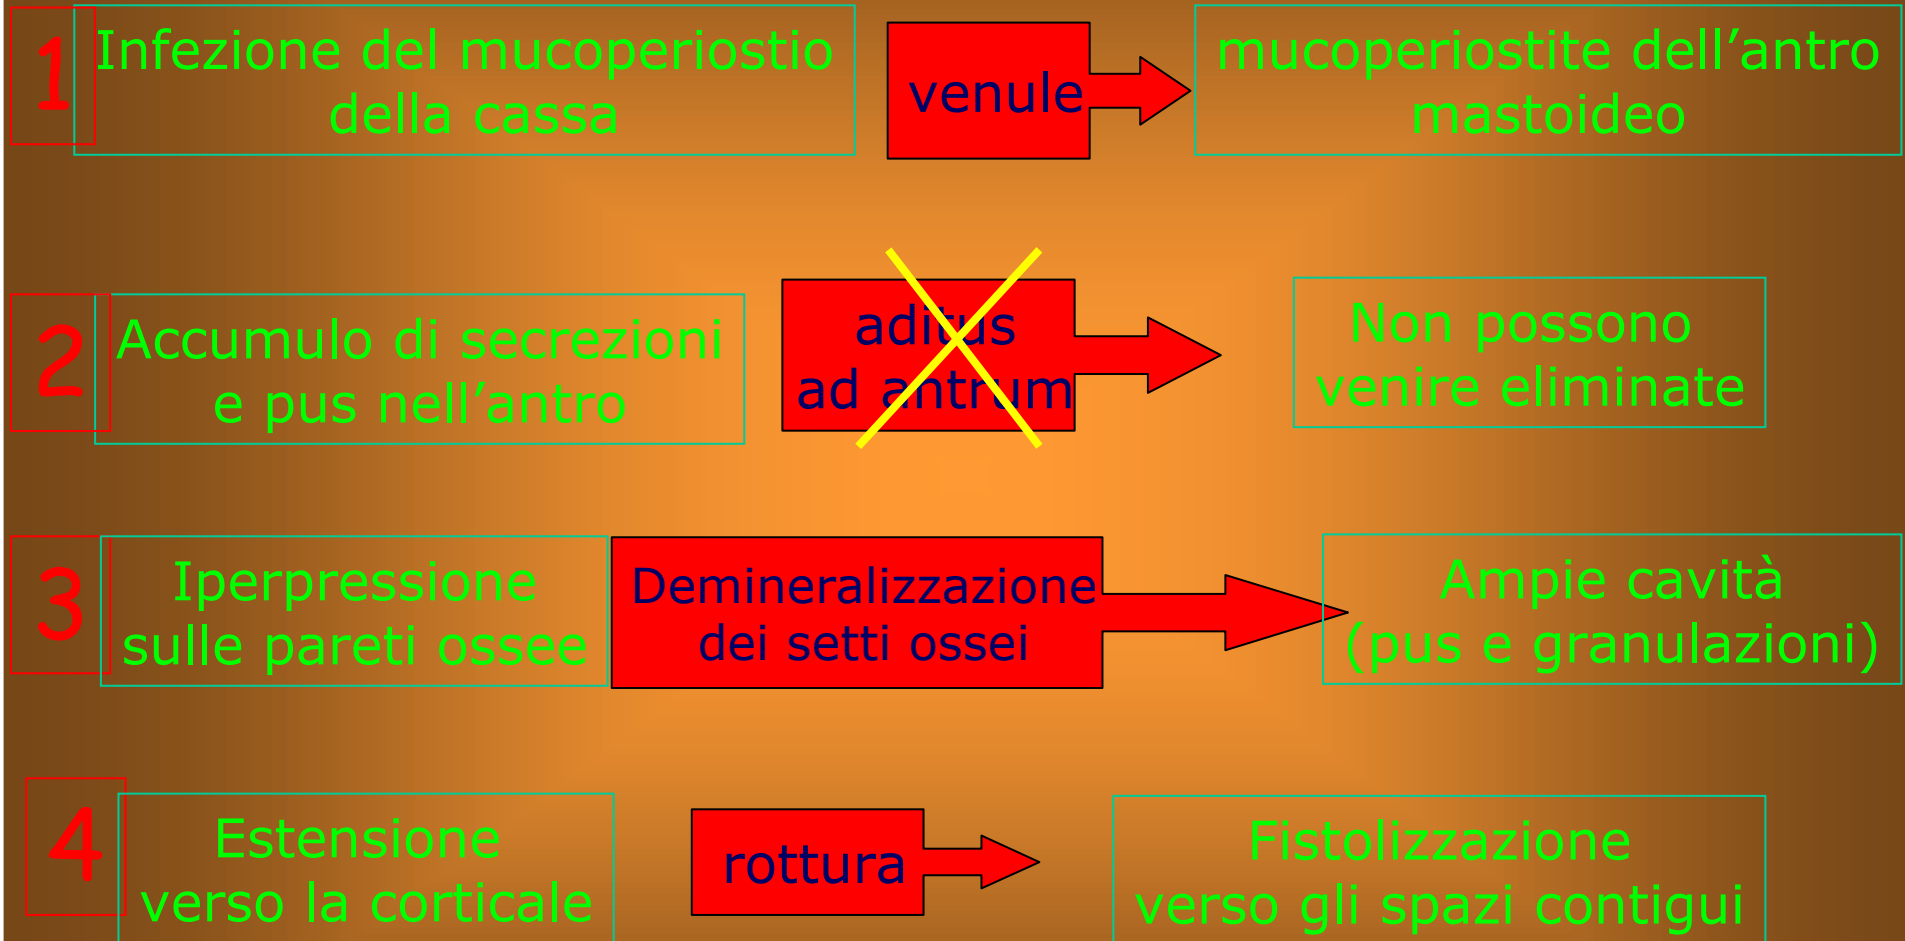 1
Infezione del mucoperiostio
della cassa
venule
mucoperiostite dell’antro
mastoideo
2
Accumulo di secrezioni
e pus nell’antro
aditus
ad antrum
Non possono
venire eliminate
3
Iperpressione
sulle pareti ossee
Demineralizzazione
dei setti ossei
Ampie cavità
(pus e granulazioni)
4
Estensione
verso la corticale
rottura
Fistolizzazione
verso gli spazi contigui